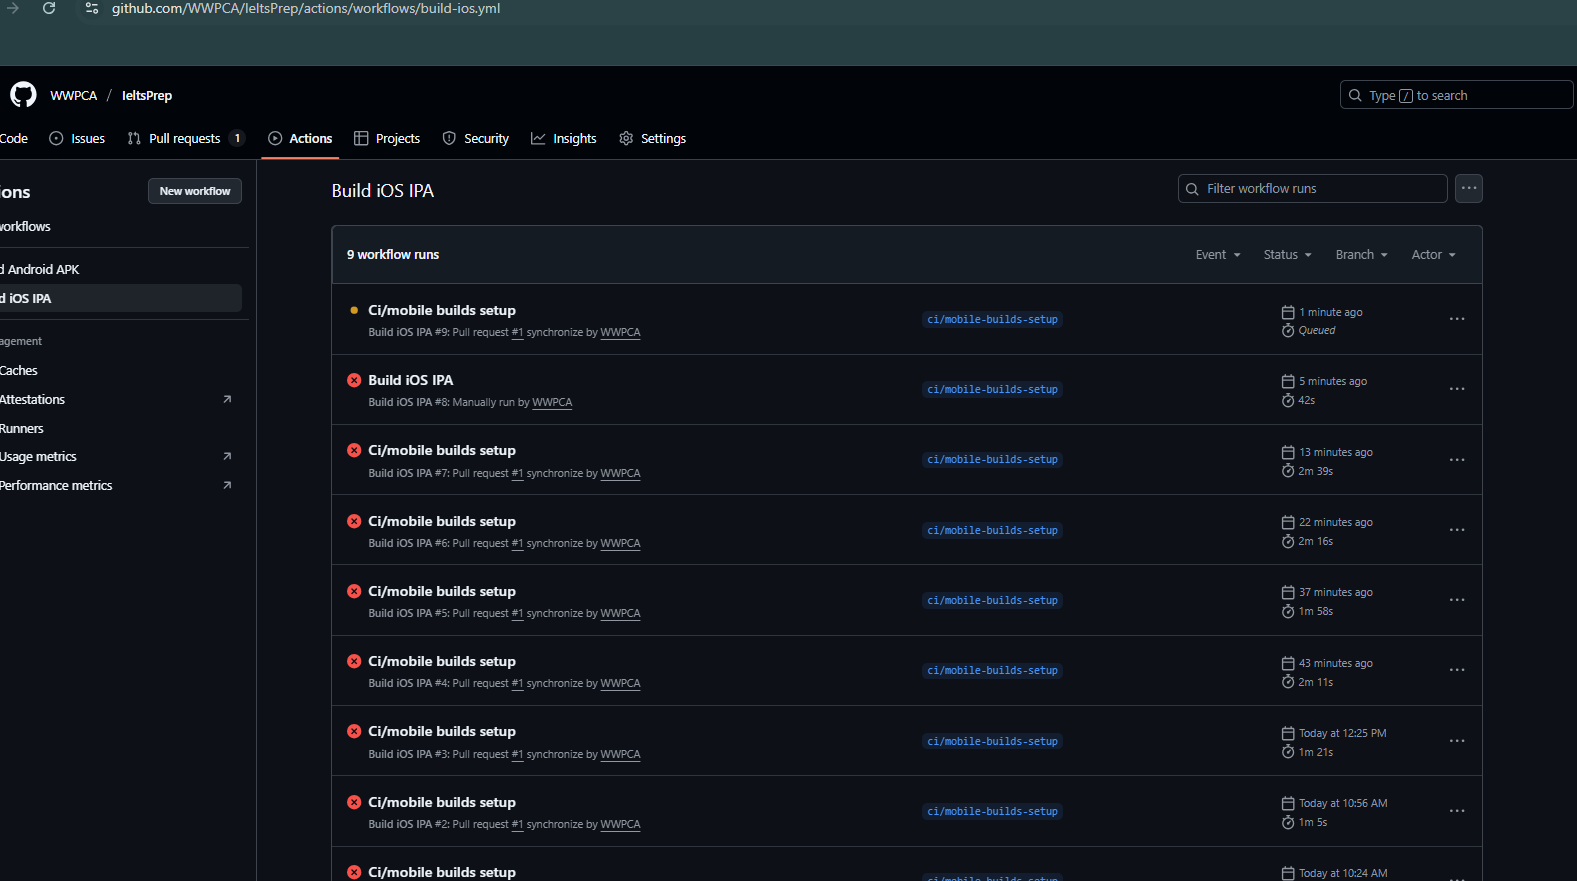 github.com/WWPCA/IeltsPrep/actions/workflows/build-ios.yml
WWPCA / IeltsPrep
Type / to search
Code
Issues
Pull requests 1
Actions
Projects
Security
Insights
Settings
ions
New workflow
workflows
d Android APK
d iOS IPA
agement
Caches
Attestations
Runners
Usage metrics
Performance metrics
Build iOS IPA
Filter workflow runs
9 workflow runs
Event
Status
Branch
Actor
Ci/mobile builds setup
Build iOS IPA #9: Pull request #1 synchronize by WWPCA
ci/mobile-builds-setup
1 minute ago
Queued
Build iOS IPA
Build iOS IPA #8: Manually run by WWPCA
ci/mobile-builds-setup
5 minutes ago
42s
Ci/mobile builds setup
Build iOS IPA #7: Pull request #1 synchronize by WWPCA
ci/mobile-builds-setup
13 minutes ago
2m 39s
Ci/mobile builds setup
Build iOS IPA #6: Pull request #1 synchronize by WWPCA
ci/mobile-builds-setup
22 minutes ago
2m 16s
Ci/mobile builds setup
Build iOS IPA #5: Pull request #1 synchronize by WWPCA
ci/mobile-builds-setup
37 minutes ago
1m 58s
Ci/mobile builds setup
Build iOS IPA #4: Pull request #1 synchronize by WWPCA
ci/mobile-builds-setup
43 minutes ago
2m 11s
Ci/mobile builds setup
Build iOS IPA #3: Pull request #1 synchronize by WWPCA
ci/mobile-builds-setup
Today at 12:25 PM
1m 21s
Ci/mobile builds setup
Build iOS IPA #2: Pull request #1 synchronize by WWPCA
ci/mobile-builds-setup
Today at 10:56 AM
1m 5s
Ci/mobile builds setup
ci/mobile-builds-setup
Today at 10:24 AM